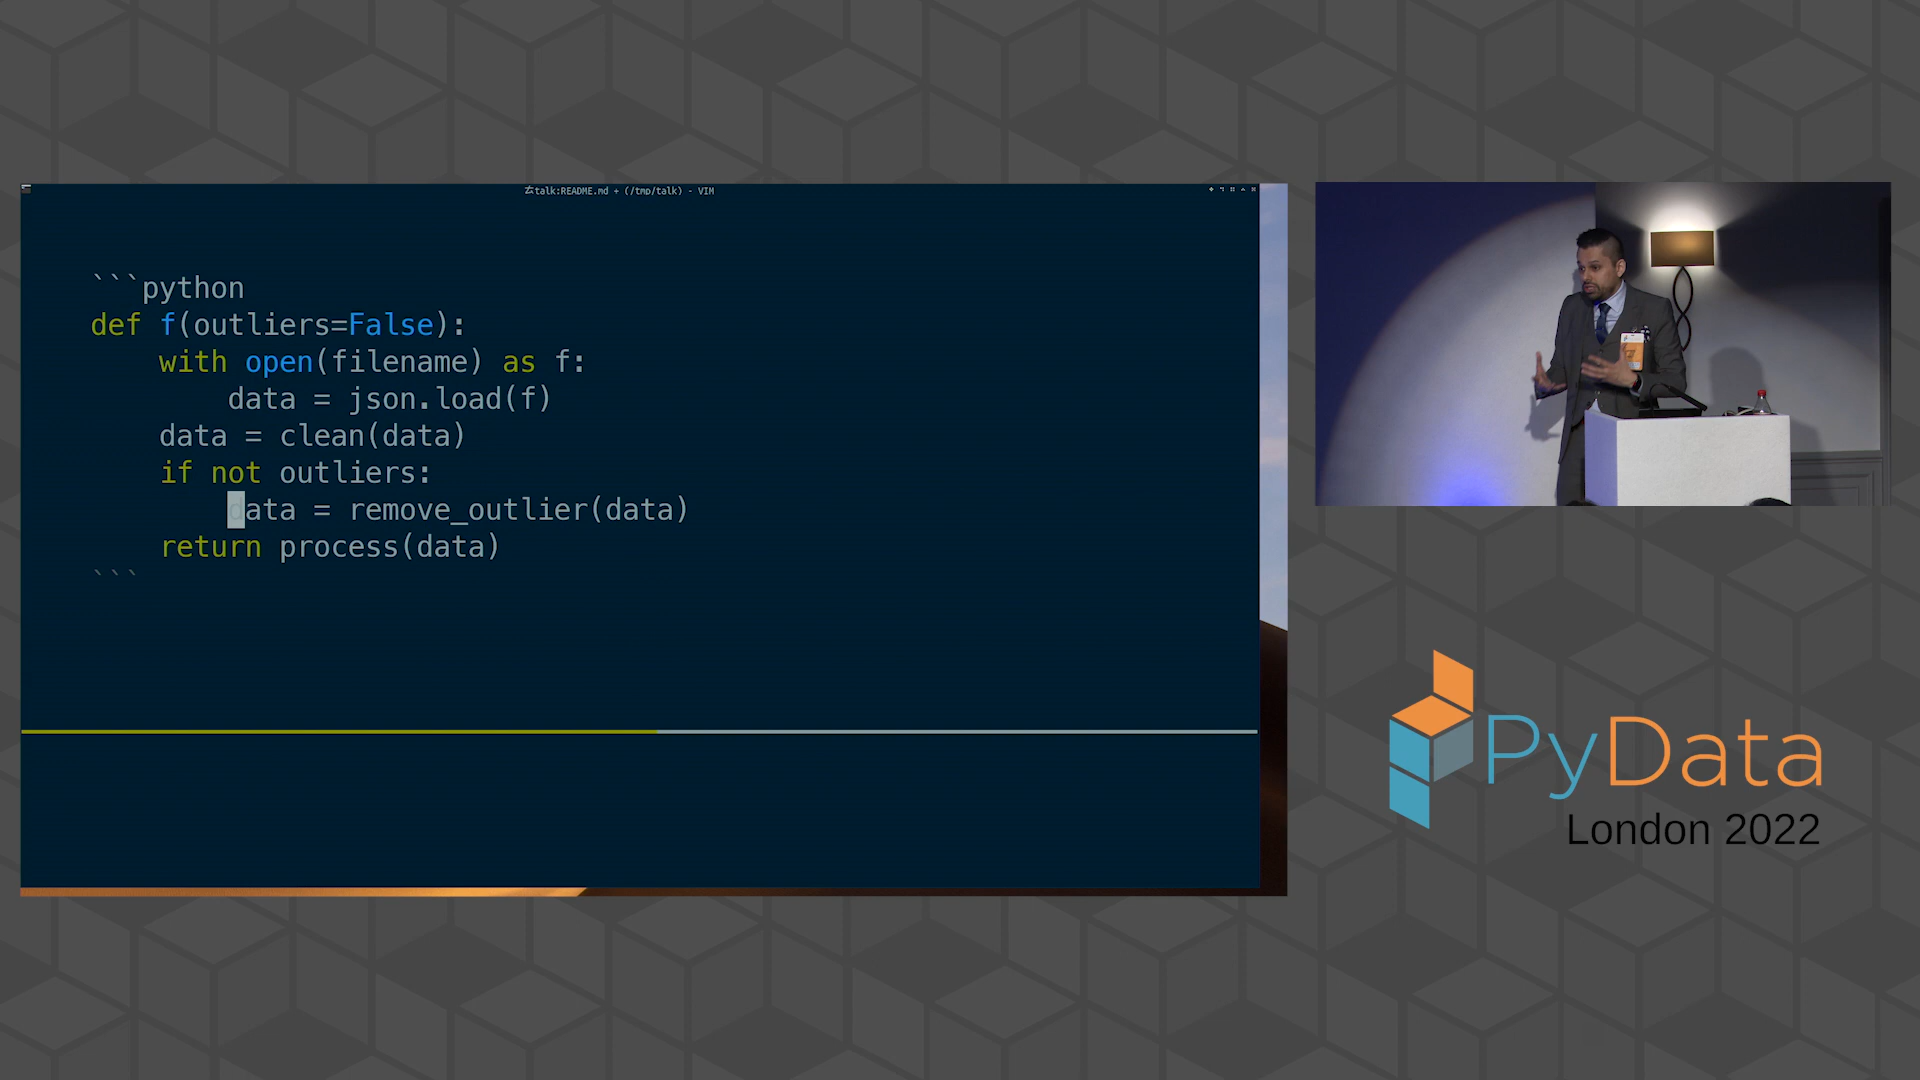 talk:README.md + (/tmp/talk) - VIM
```python
def f(outliers=False):
    with open(filename) as f:
        data = json.load(f)
    data = clean(data)
    if not outliers:
        data = remove_outlier(data)
    return process(data)
```
PyData
London 2022